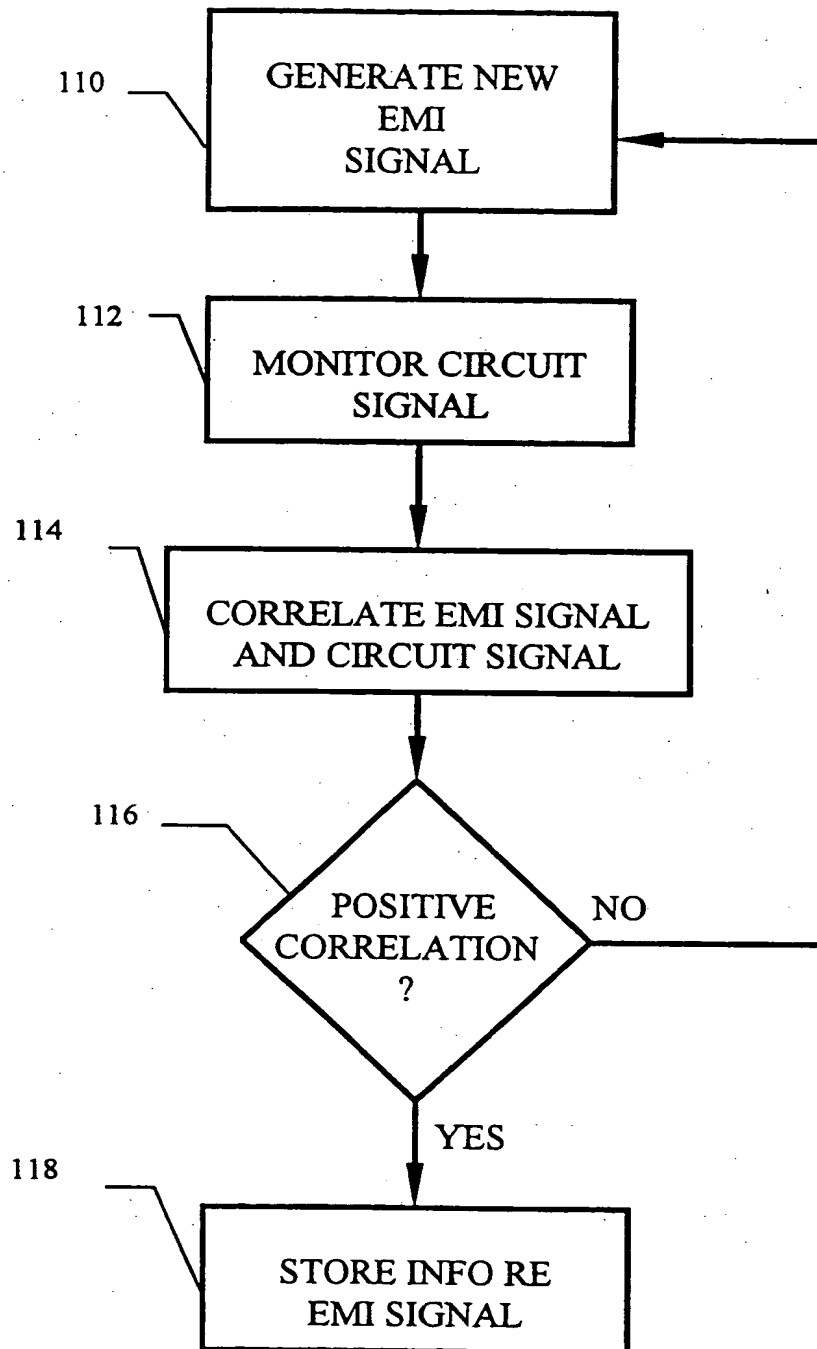 110
GENERATE NEW
EMI
SIGNAL
112
MONITOR CIRCUIT
SIGNAL
114
CORRELATE EMI SIGNAL
AND CIRCUIT SIGNAL
116
POSITIVE
CORRELATION
?
NO
YES
118
STORE INFO RE
EMI SIGNAL